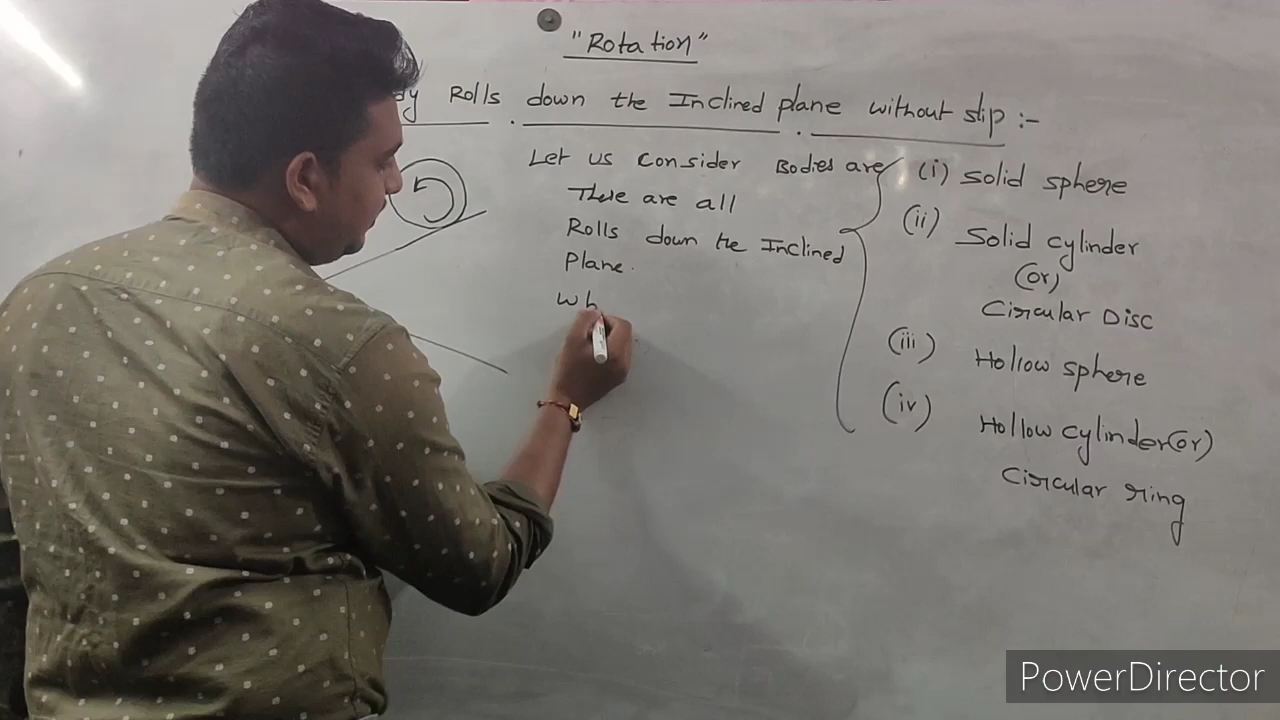 "Rotation"
dy Rolls down the Inclined plane without slip :-
Let us consider Bodies are
There are all
Rolls down the Inclined
Plane.
wh
(i) Solid sphere
(ii) Solid cylinder
(or)
Circular Disc
(iii) Hollow sphere
(iv) Hollow cylinder(or)
Circular ring
PowerDirector